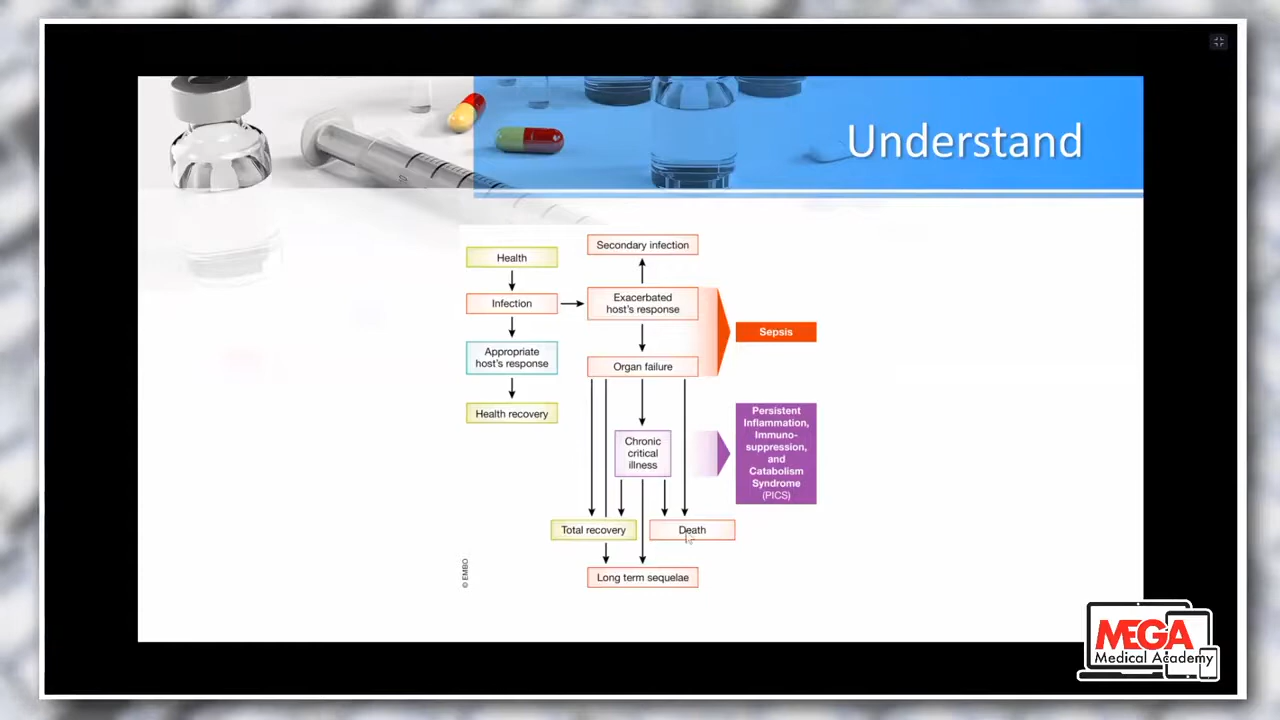 Understand
Health
Infection
Appropriate
host's response
Health recovery
Secondary infection
Exacerbated
host's response
Organ failure
Chronic
critical
illness
Total recovery
Death
Long term sequelae
Sepsis
Persistent
Inflammation,
Immuno-
suppression,
and
Catabolism
Syndrome
(PICS)
© EMBO
MEGA
Medical Academy